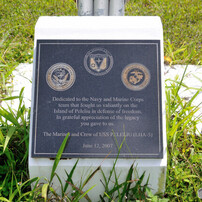 Dedicated to the Navy and Marine Corps
team that fought so valiantly on the
Island of Peleliu in defense of freedom.
In grateful appreciation of the legacy
you gave to us.
The Marines and Crew of USS PELELIU (LHA-5)
June 12, 2007